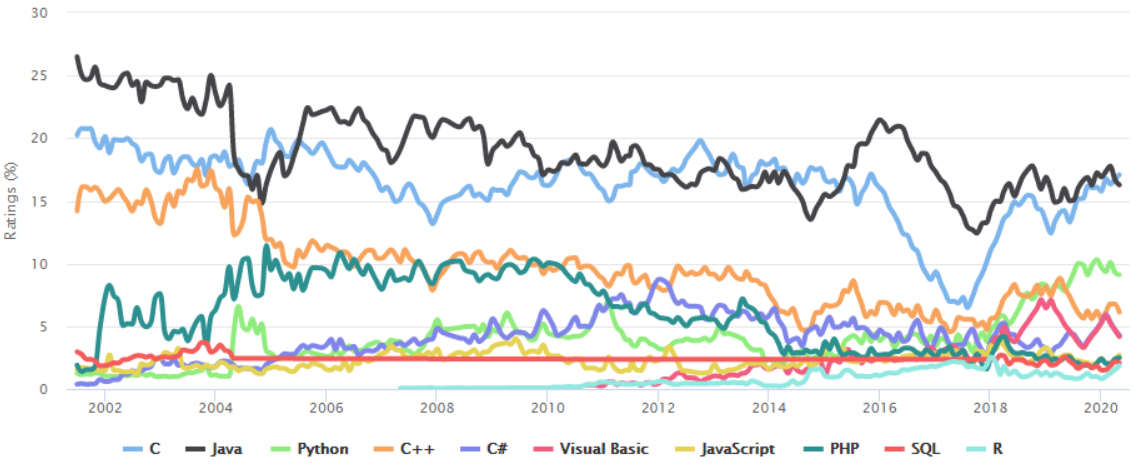 30
25
20
15
10
5
0
Ratings (%)
2002 2004 2006 2008 2010 2012 2014 2016 2018 2020
C Java Python C++ C# Visual Basic JavaScript PHP SQL R